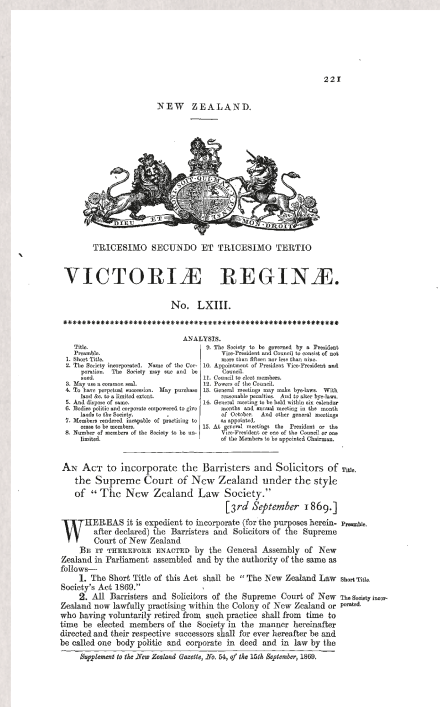 221
NEW ZEALAND.
DIEU ET MON DROIT
TRICESIMO SECUNDO ET TRICESIMO TERTIO
VICTORIÆ REGINÆ.
No. LXIII.
ANALYSIS.
Title.
Preamble.
1. Short Title.
2. The Society incorporated. Name of the Cor-
poration. The Society may sue and be
sued.
3. May use a common seal.
4. To have perpetual succession. May purchase
land &c. to a limited extent.
5. And dispose of same.
6. Bodies politic and corporate empowered to give
lands to the Society.
7. Members rendered incapable of practising to
cease to be members.
8. Number of members of the Society to be un-
limited.
9. The Society to be governed by a President
Vice-President and Council to consist of not
more than fifteen nor less than nine.
10. Appointment of President Vice-President and
Council.
11. Council to elect members.
12. Powers of the Council.
13. General meetings may make bye-laws. With
reasonable penalties. And to alter bye-laws.
14. General meeting to be held within six calendar
months and annual meeting in the month
of October. And other general meetings
as appointed.
15. At general meetings the President or the
Vice-President or one of the Council or one
of the Members to be appointed Chairman.
AN ACT to incorporate the Barristers and Solicitors of Title.
the Supreme Court of New Zealand under the style
of "The New Zealand Law Society."
[3rd September 1869.]
WHEREAS it is expedient to incorporate (for the purposes herein- Preamble.
after declared) the Barristers and Solicitors of the Supreme
Court of New Zealand
BE IT THEREFORE ENACTED by the General Assembly of New
Zealand in Parliament assembled and by the authority of the same as
follows—
1. The Short Title of this Act shall be "The New Zealand Law Short Title.
Society's Act 1869."
2. All Barristers and Solicitors of the Supreme Court of New The Society incor-
Zealand now lawfully practising within the Colony of New Zealand or porated.
who having voluntarily retired from such practice shall from time to
time be elected members of the Society in the manner hereinafter
directed and their respective successors shall for ever hereafter be and
be called one body politic and corporate in deed and in law by the
Supplement to the New Zealand Gazette, No. 54, of the 15th September, 1869.